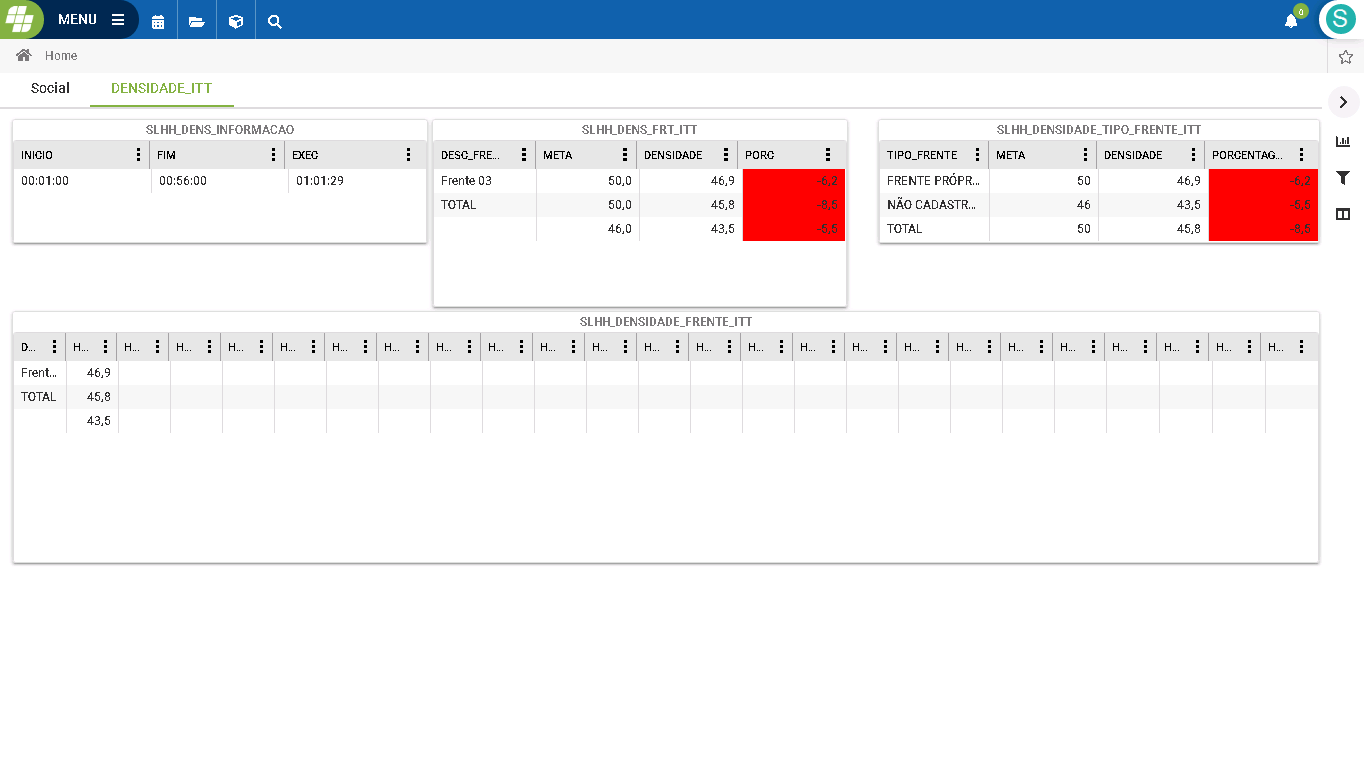 MENU
0
S
Home
Social DENSIDADE_ITT
SLHH_DENS_INFORMACAO
INICIO FIM EXEC
00:01:00 00:56:00 01:01:29
SLHH_DENS_FRT_ITT
DESC_FRE... META DENSIDADE PORC
Frente 03 50,0 46,9 -6,2
TOTAL 50,0 45,8 -8,5
46,0 43,5 -5,5
SLHH_DENSIDADE_TIPO_FRENTE_ITT
TIPO_FRENTE META DENSIDADE PORCENTAG...
FRENTE PRÓPR... 50 46,9 -6,2
NÃO CADASTR... 46 43,5 -5,5
TOTAL 50 45,8 -8,5
SLHH_DENSIDADE_FRENTE_ITT
D... H... H... H... H... H... H... H... H... H... H... H... H... H... H... H... H... H... H... H... H... H... H... H... H...
Frent... 46,9
TOTAL 45,8
43,5